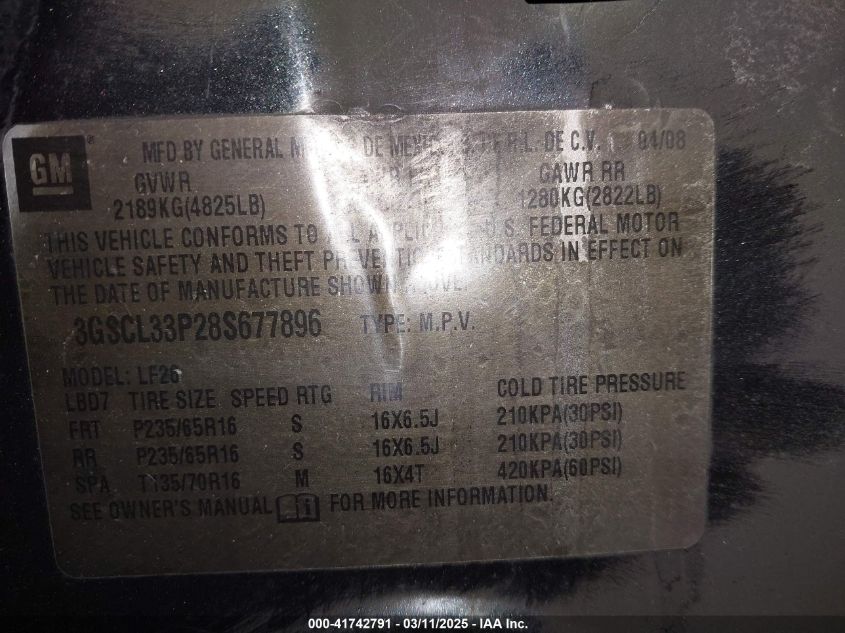 GM
MFD BY GENERAL DE 04/08
GVWR GAWR RR
2189KG(4825LB) 1280KG(2822LB)
THIS VEHICLE CONFORMS TO U.S. FEDERAL MOTOR
VEHICLE SAFETY AND THEFT STANDARDS IN EFFECT ON
THE DATE OF MANUFACTURE SHOWN
3GSCL33P28S677896 TYPE: M.P.V.
MODEL: LF26
LBD7 TIRE SIZE SPEED RTG RIM COLD TIRE PRESSURE
FRT P235/65R16 S 16X6.5J 210KPA(30PSI)
RR P235/65R16 S 16X6.5J 210KPA(30PSI)
SPA T135/70R16 M 16X4T 420KPA(60PSI)
SEE OWNER'S MANUAL FOR MORE INFORMATION.
000-41742791 - 03/11/2025 - IAA Inc.